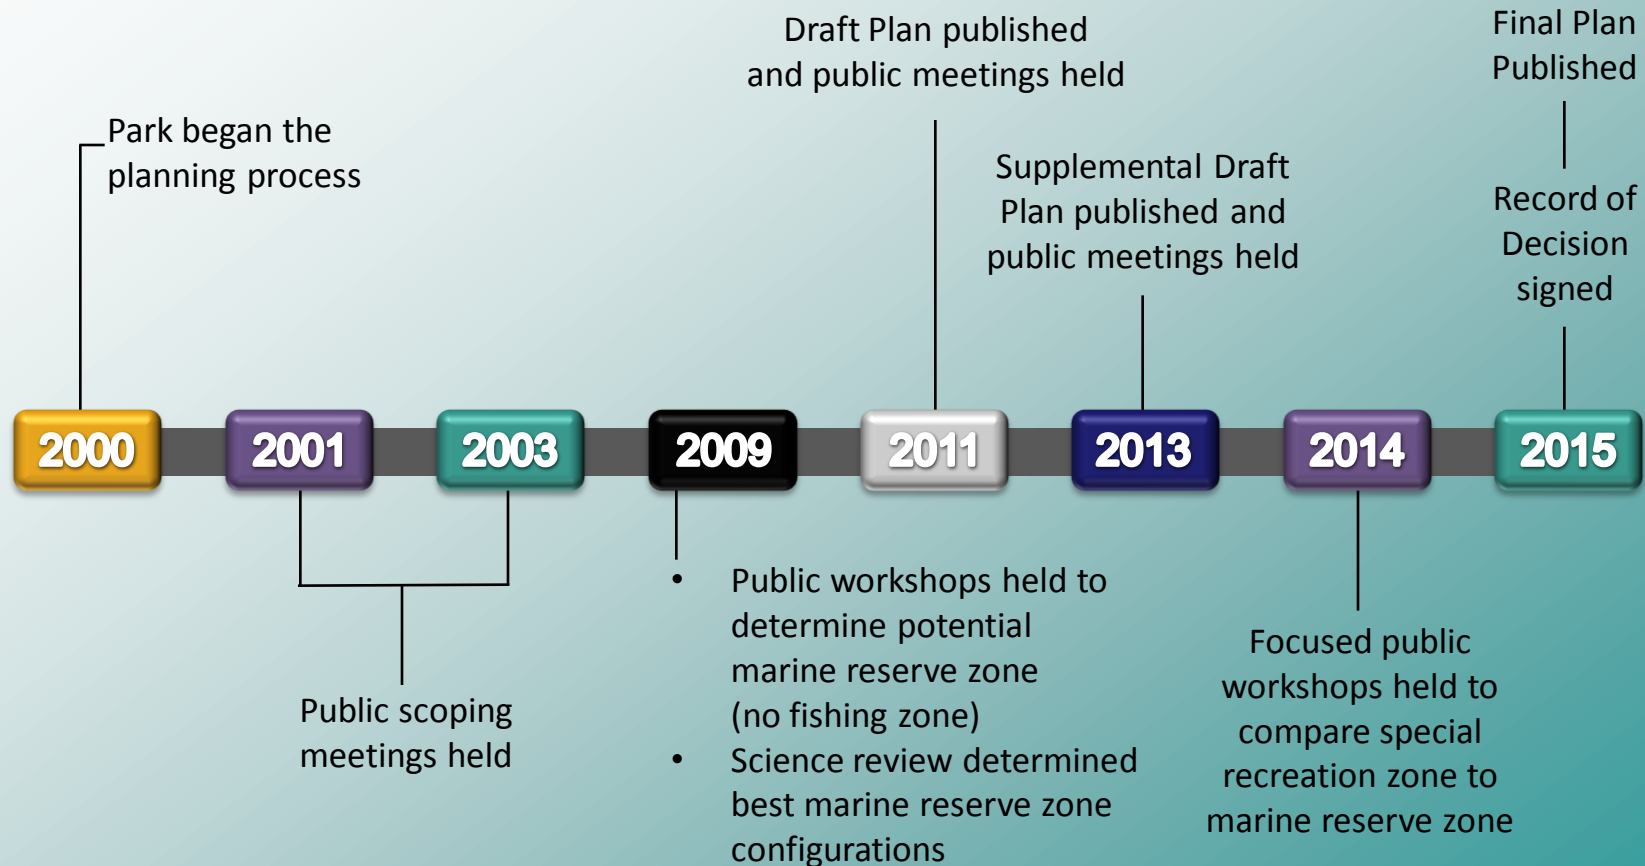 Draft Plan published
and public meetings held
Final Plan
Published
Park began the
planning process
Supplemental Draft
Plan published and
public meetings held
Record of
Decision
signed
2000
2001
2003
2009
2011
2013
2014
2015
Public scoping
meetings held
• Public workshops held to
determine potential
marine reserve zone
(no fishing zone)
• Science review determined
best marine reserve zone
configurations
Focused public
workshops held to
compare special
recreation zone to
marine reserve zone